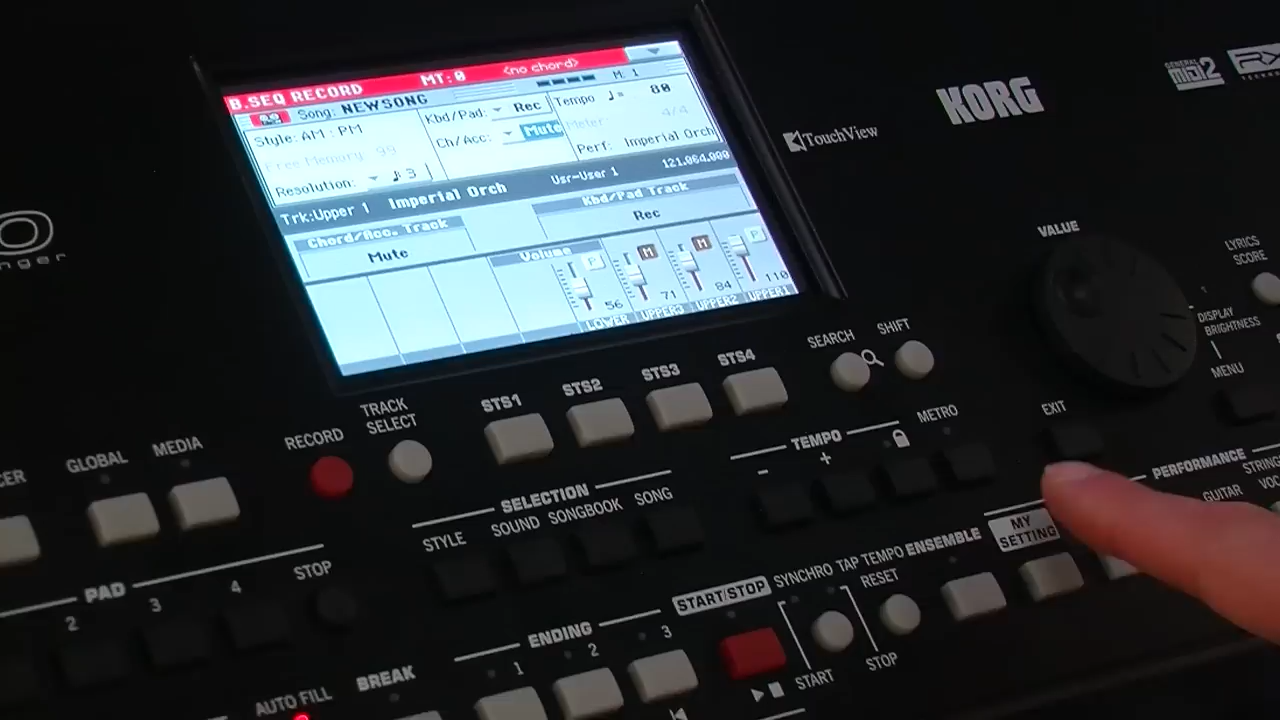 B.SEQ RECORD MT:0 <no chord>
Song: NEWSONG M: 1
Style: AM : PM Kbd/Pad: Rec Tempo ♩= 80
Free Memory: 99 Ch/Acc: Mute Meter: 4/4
Resolution: ♪3 Perf: Imperial Orch
Trk:Upper 1 Imperial Orch Usr-User 1 121.064.000
Chord/Acc. Track Kbd/Pad Track
Mute Rec
Volume
P M M P
56 71 84 110
LOWER UPPER3 UPPER2 UPPER1
KORG
GENERAL
MIDI2
RX
TouchView
VALUE
LYRICS
SCORE
DISPLAY
BRIGHTNESS
MENU
EXIT
SEARCH SHIFT
STS1 STS2 STS3 STS4
TRACK
SELECT
RECORD
GLOBAL MEDIA
TEMPO
- +
METRO
SELECTION
STYLE SOUND SONGBOOK SONG
PERFORMANCE
GUITAR
MY
SETTING
ENSEMBLE
TAP TEMPO
RESET
SYNCHRO
START STOP
START/STOP
PAD
2 3 4 STOP
ENDING
1 2 3
BREAK
AUTO FILL